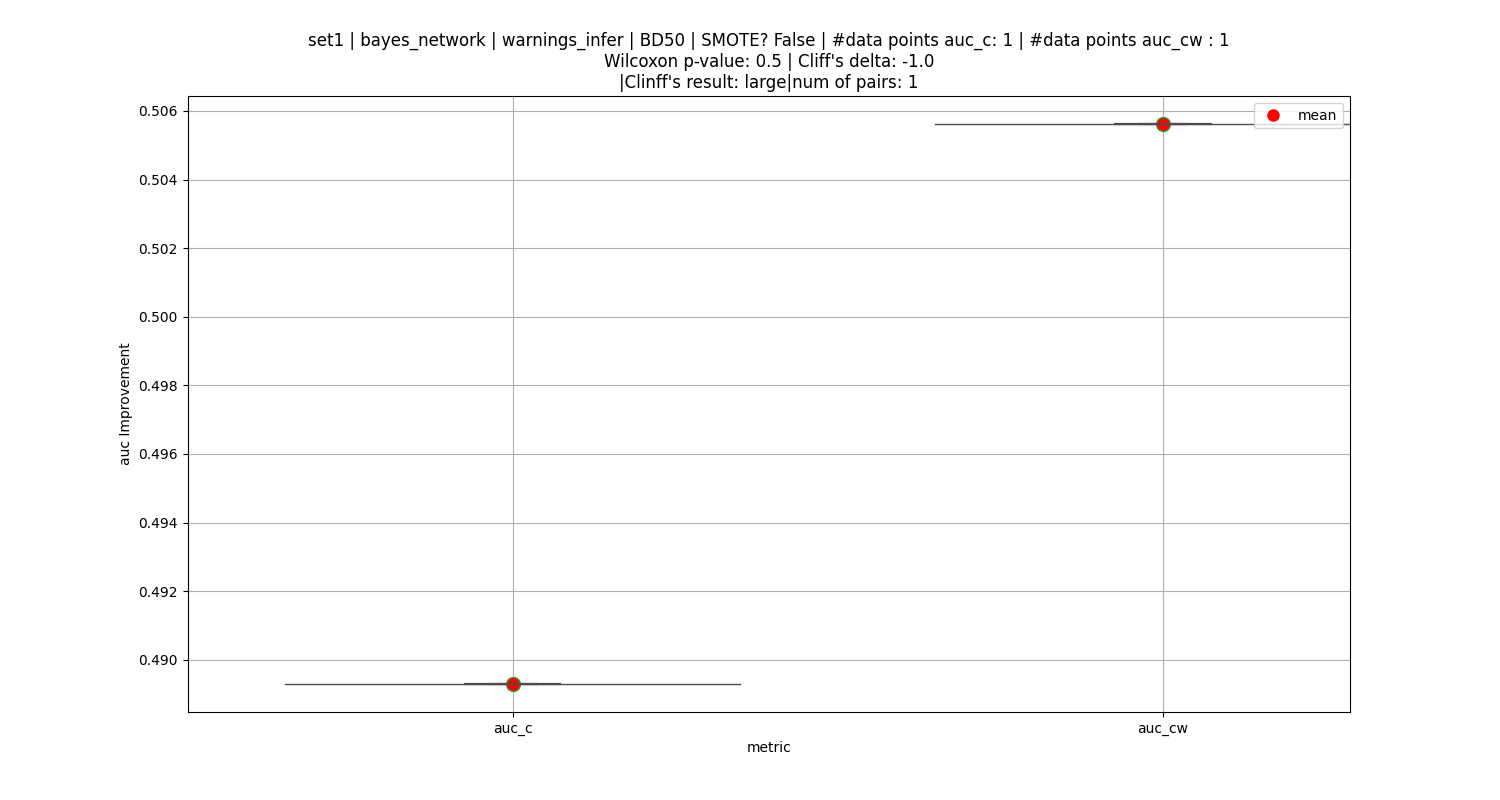 set1 | bayes_network | warnings_infer | BD50 | SMOTE? False | #data points auc_c: 1 | #data points auc_cw : 1
Wilcoxon p-value: 0.5 | Cliff's delta: -1.0
|Clinff's result: large|num of pairs: 1
mean
0.506
0.504
0.502
0.500
0.498
0.496
0.494
0.492
0.490
auc Improvement
auc_c
auc_cw
metric